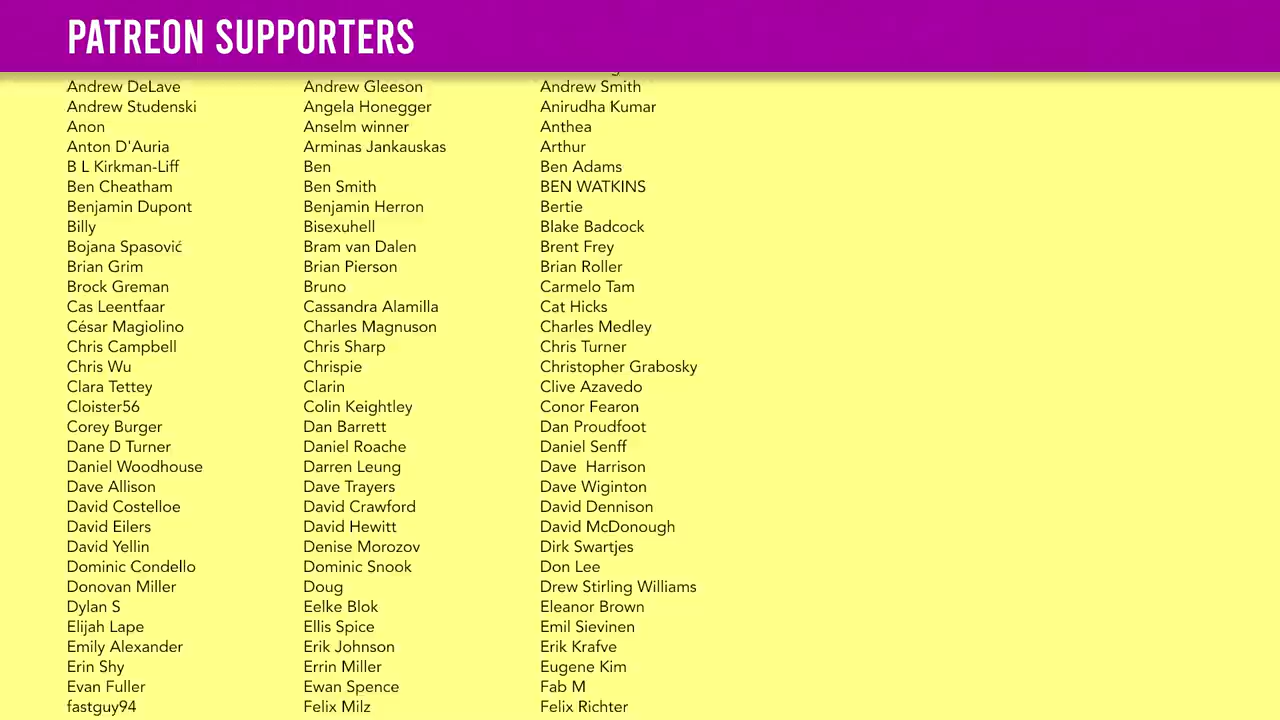 PATREON SUPPORTERS
Andrew DeLave Andrew Gleeson Andrew Smith
Andrew Studenski Angela Honegger Anirudha Kumar
Anon Anselm winner Anthea
Anton D'Auria Arminas Jankauskas Arthur
B L Kirkman-Liff Ben Ben Adams
Ben Cheatham Ben Smith BEN WATKINS
Benjamin Dupont Benjamin Herron Bertie
Billy Bisexuhell Blake Badcock
Bojana Spasović Bram van Dalen Brent Frey
Brian Grim Brian Pierson Brian Roller
Brock Greman Bruno Carmelo Tam
Cas Leentfaar Cassandra Alamilla Cat Hicks
César Magiolino Charles Magnuson Charles Medley
Chris Campbell Chris Sharp Chris Turner
Chris Wu Chrispie Christopher Grabosky
Clara Tettey Clarin Clive Azavedo
Cloister56 Colin Keightley Conor Fearon
Corey Burger Dan Barrett Dan Proudfoot
Dane D Turner Daniel Roache Daniel Senff
Daniel Woodhouse Darren Leung Dave  Harrison
Dave Allison Dave Trayers Dave Wiginton
David Costelloe David Crawford David Dennison
David Eilers David Hewitt David McDonough
David Yellin Denise Morozov Dirk Swartjes
Dominic Condello Dominic Snook Don Lee
Donovan Miller Doug Drew Stirling Williams
Dylan S Eelke Blok Eleanor Brown
Elijah Lape Ellis Spice Emil Sievinen
Emily Alexander Erik Johnson Erik Krafve
Erin Shy Errin Miller Eugene Kim
Evan Fuller Ewan Spence Fab M
fastguy94 Felix Milz Felix Richter